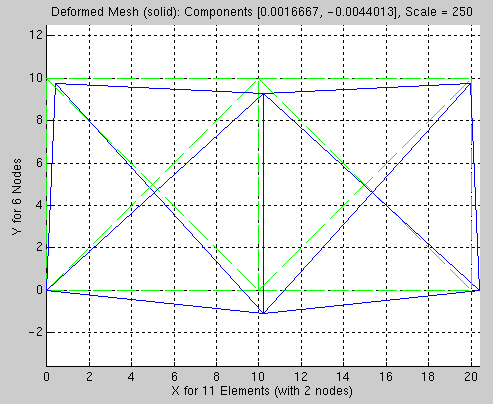 Deformed Mesh (solid): Components [0.0016667, -0.0044013], Scale = 250
12
10
8
6
4
2
0
-2
Y for 6 Nodes
0 2 4 6 8 10 12 14 16 18 20
X for 11 Elements (with 2 nodes)